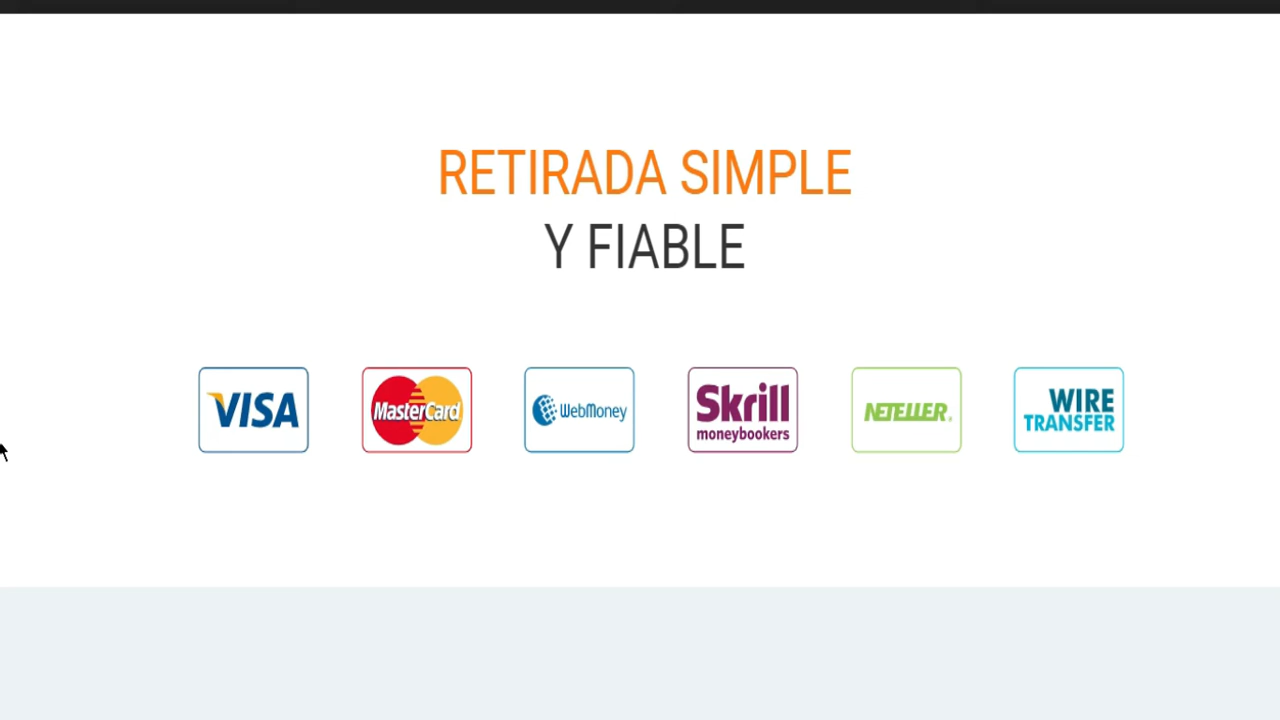 RETIRADA SIMPLE
Y FIABLE
VISA
MasterCard
WebMoney
Skrill
moneybookers
NETELLER
WIRE
TRANSFER